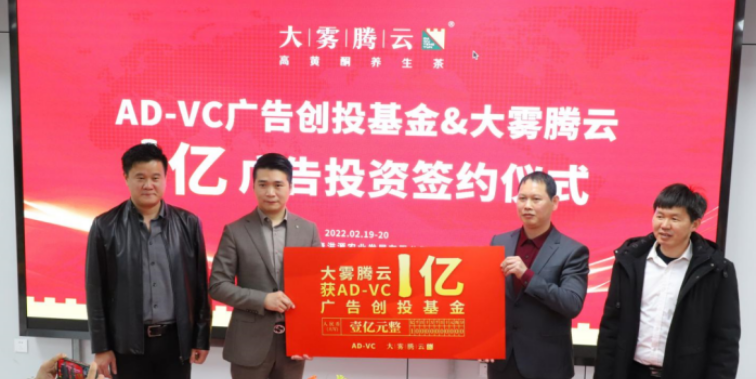 大|雾|腾|云®
高黄酮养生茶
AD-VC广告创投基金&大雾腾云
亿 广告投资签约仪式
2022.02.19-20
大雾腾云
获AD-VC
1亿
广告创投基金
壹亿元整
AD-VC 大·雾·腾·云